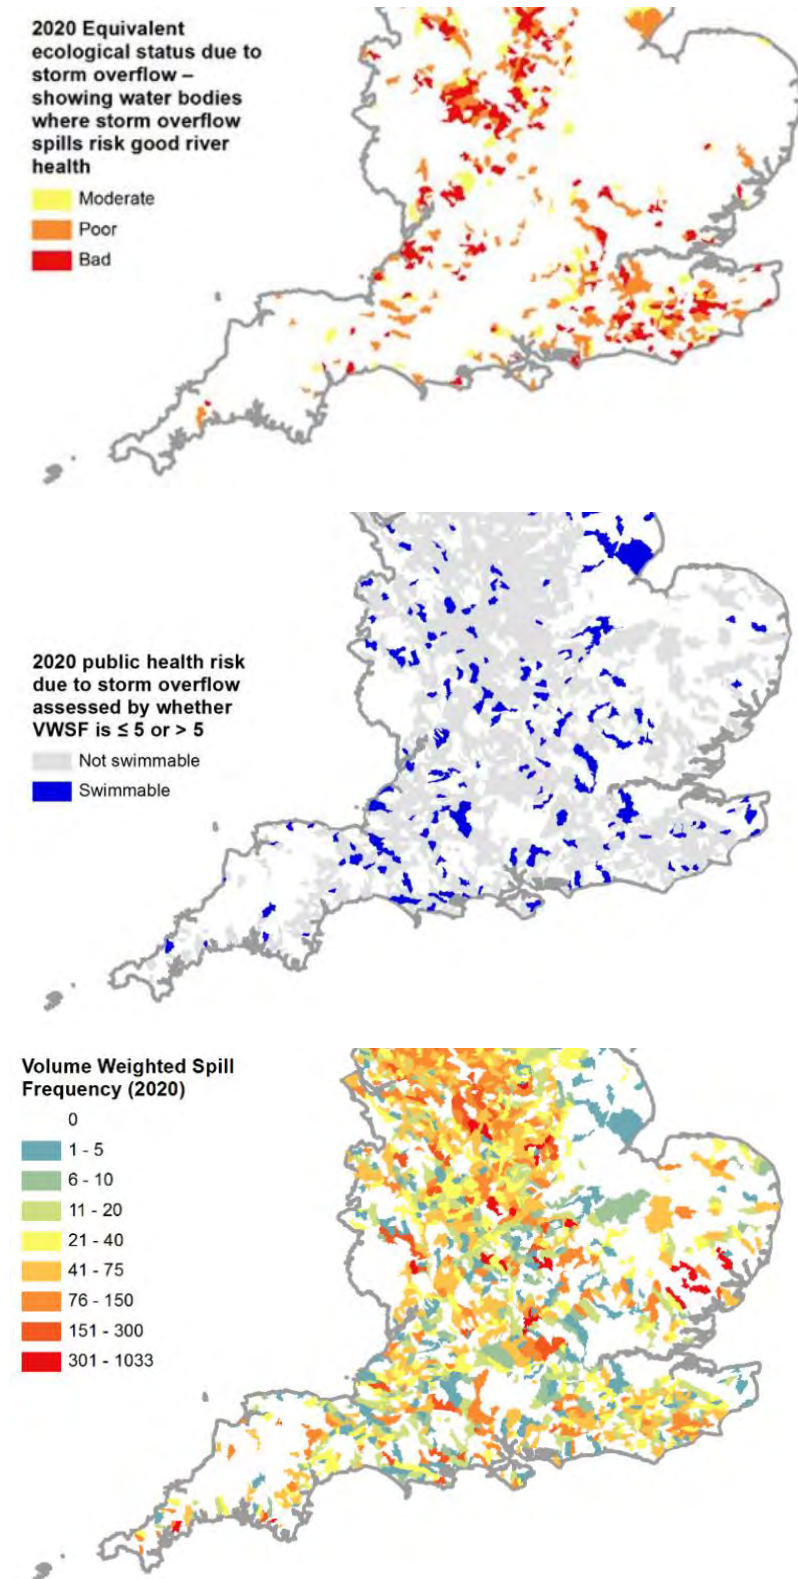 2020 Equivalent
ecological status due to
storm overflow –
showing water bodies
where storm overflow
spills risk good river
health
Moderate
Poor
Bad
2020 public health risk
due to storm overflow
assessed by whether
VWSF is ≤ 5 or > 5
Not swimmable
Swimmable
Volume Weighted Spill
Frequency (2020)
0
1 - 5
6 - 10
11 - 20
21 - 40
41 - 75
76 - 150
151 - 300
301 - 1033